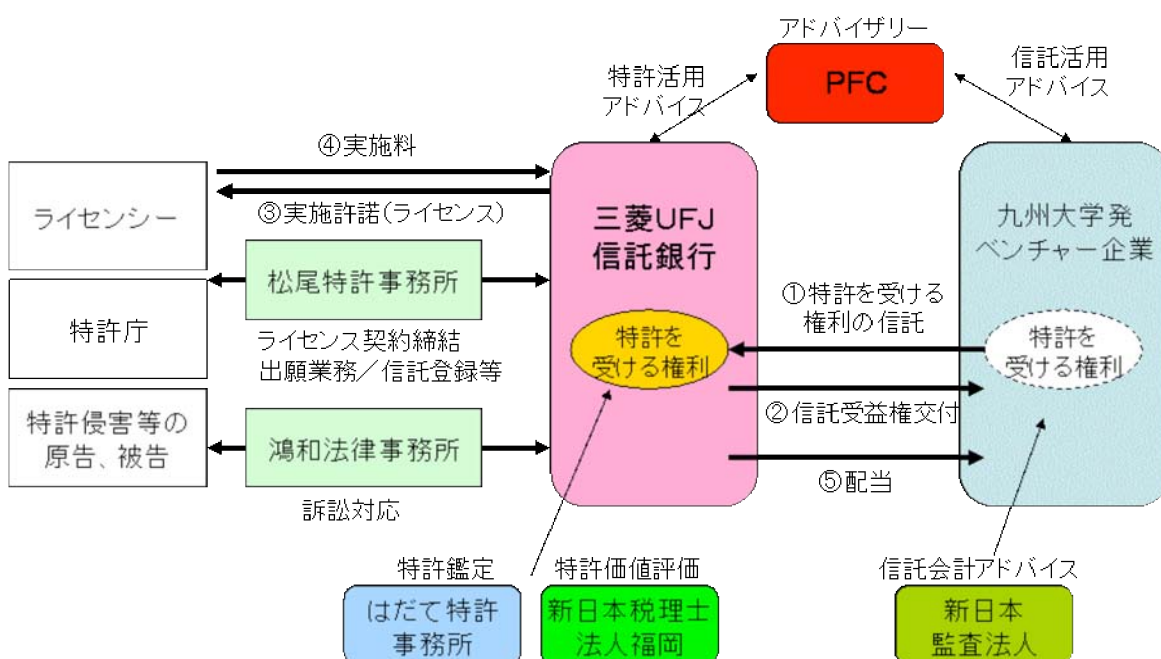 アドバイザリー
PFC
特許活用
アドバイス
信託活用
アドバイス
④実施料
ライセンシー
③実施許諾(ライセンス)
三菱UFJ
信託銀行
九州大学発
ベンチャー企業
松尾特許事務所
特許庁
ライセンス契約締結
出願業務／信託登録等
①特許を受ける
権利の信託
特許を
受ける権利
特許を
受ける権利
②信託受益権交付
特許侵害等の
原告、被告
鴻和法律事務所
訴訟対応
⑤配当
特許鑑定
はだて特許
事務所
特許価値評価
新日本税理士
法人福岡
信託会計アドバイス
新日本
監査法人